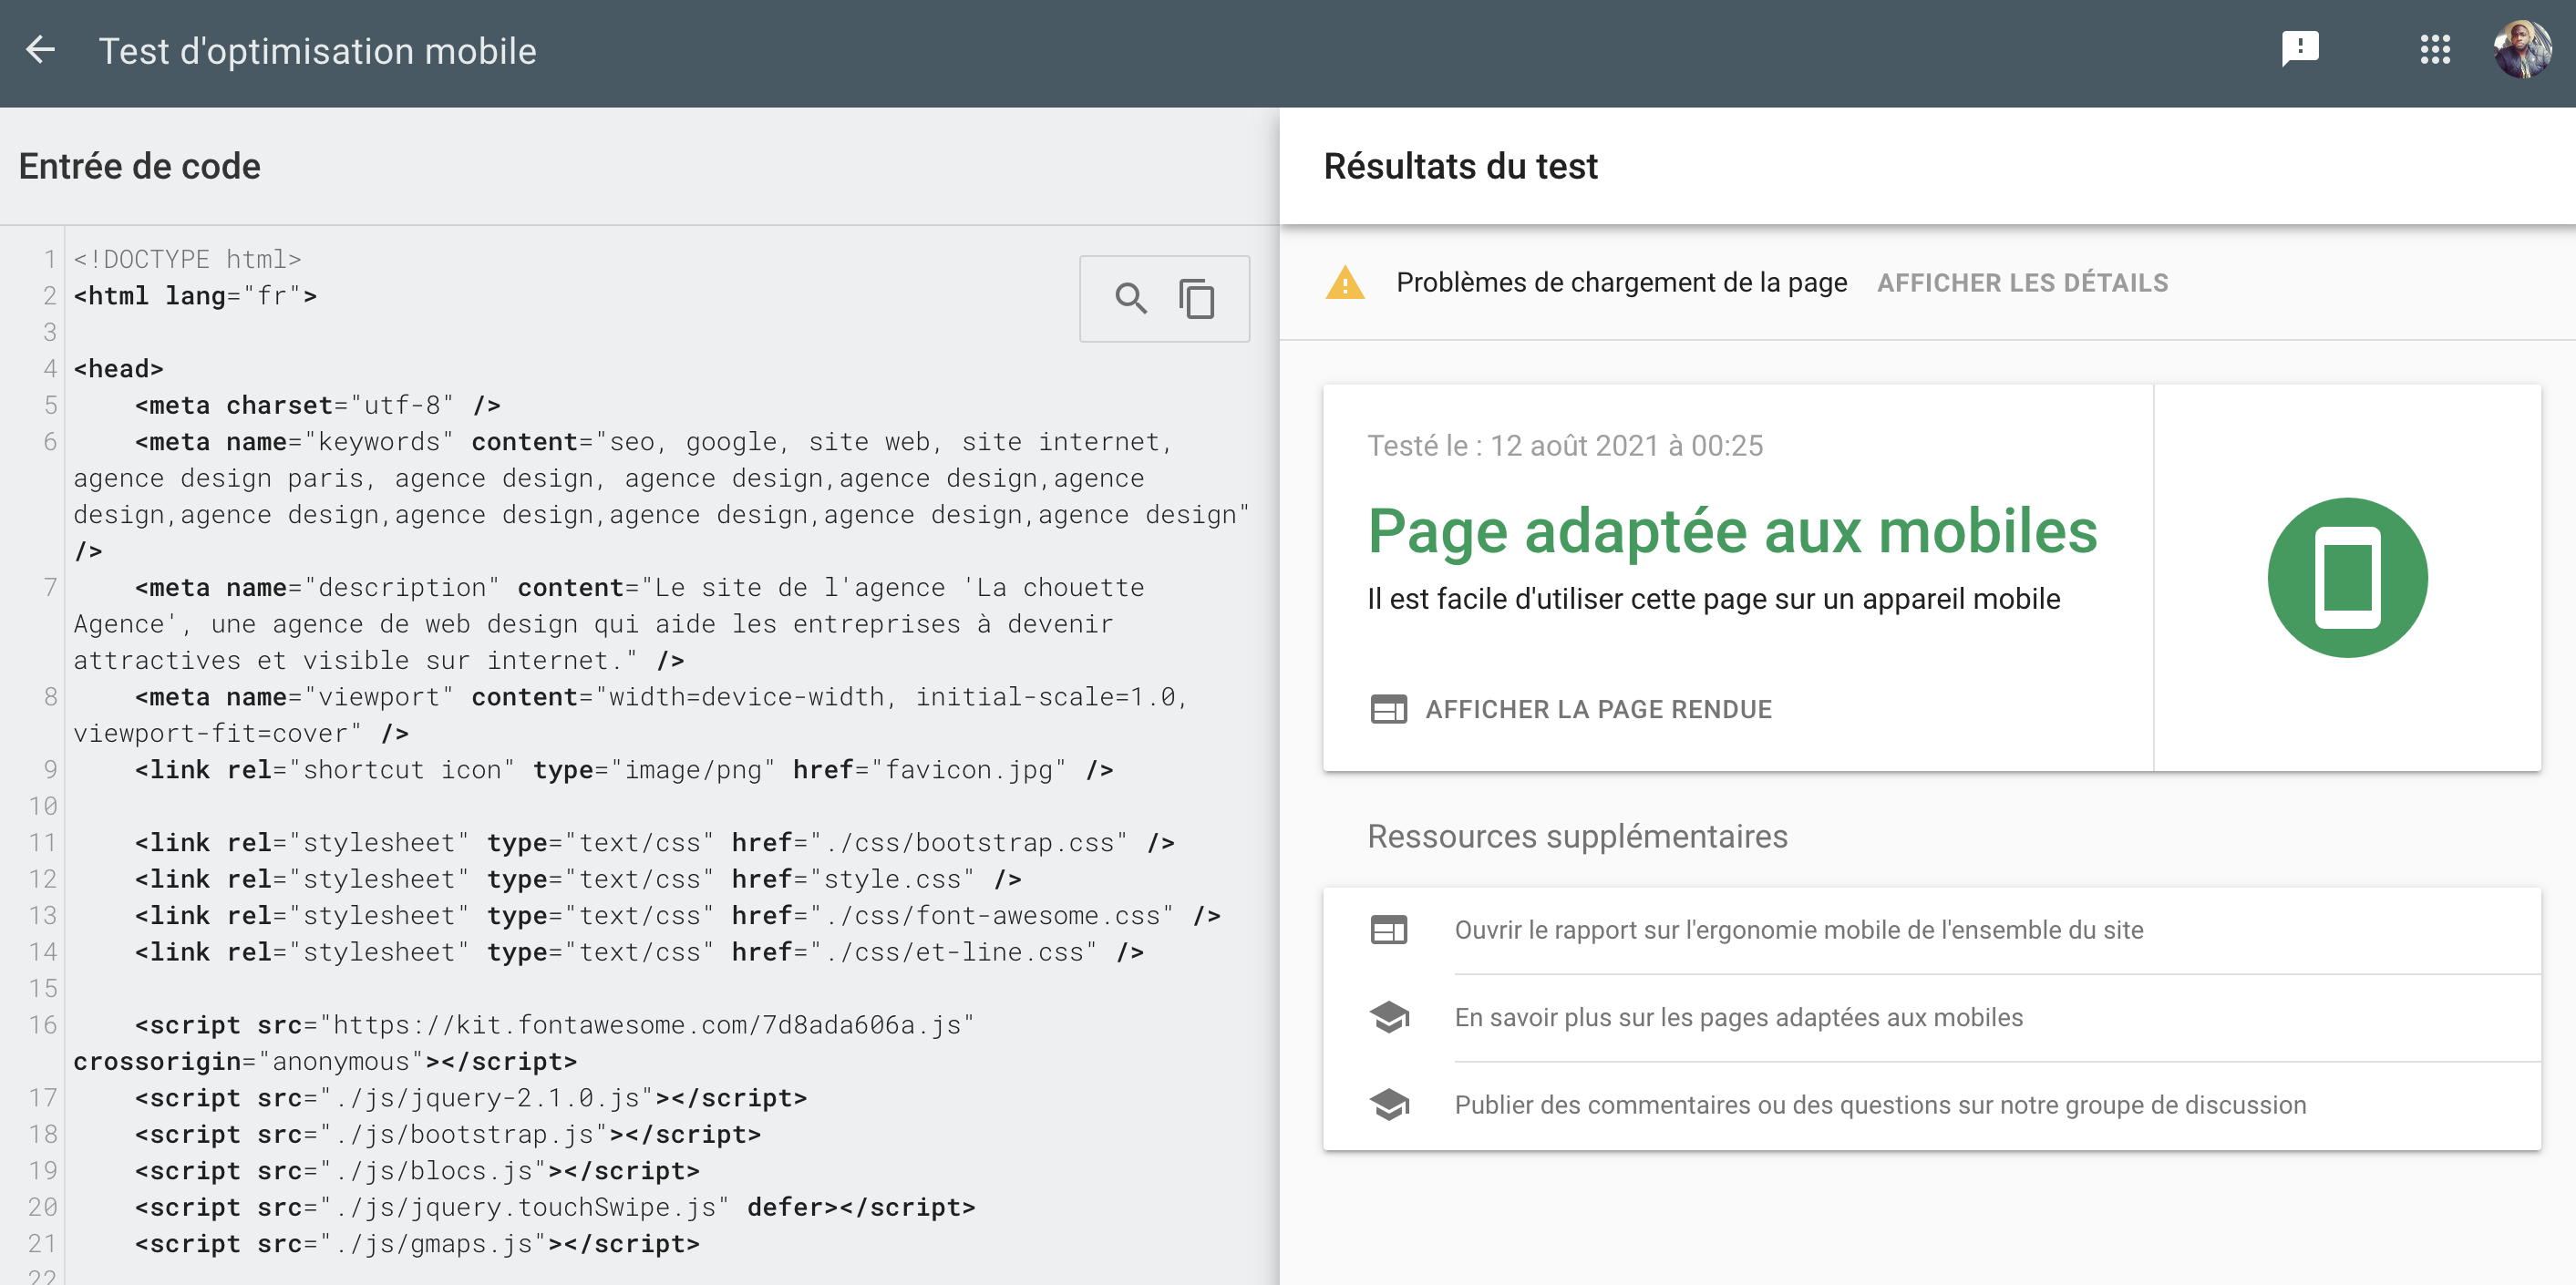 Test d'optimisation mobile
Entrée de code
1 <!DOCTYPE html>
2 <html lang="fr">
3
4 <head>
5 <meta charset="utf-8" />
6 <meta name="keywords" content="seo, google, site web, site internet,
agence design paris, agence design, agence design,agence design,agence
design,agence design,agence design,agence design,agence design,agence design"
/>
7 <meta name="description" content="Le site de l'agence 'La chouette
Agence', une agence de web design qui aide les entreprises à devenir
attractives et visible sur internet." />
8 <meta name="viewport" content="width=device-width, initial-scale=1.0,
viewport-fit=cover" />
9 <link rel="shortcut icon" type="image/png" href="favicon.jpg" />
10
11 <link rel="stylesheet" type="text/css" href="./css/bootstrap.css" />
12 <link rel="stylesheet" type="text/css" href="style.css" />
13 <link rel="stylesheet" type="text/css" href="./css/font-awesome.css" />
14 <link rel="stylesheet" type="text/css" href="./css/et-line.css" />
15
16 <script src="https://kit.fontawesome.com/7d8ada606a.js"
crossorigin="anonymous"></script>
17 <script src="./js/jquery-2.1.0.js"></script>
18 <script src="./js/bootstrap.js"></script>
19 <script src="./js/blocs.js"></script>
20 <script src="./js/jquery.touchSwipe.js" defer></script>
21 <script src="./js/gmaps.js"></script>
22
Résultats du test
Problèmes de chargement de la page AFFICHER LES DÉTAILS
Testé le : 12 août 2021 à 00:25
Page adaptée aux mobiles
Il est facile d'utiliser cette page sur un appareil mobile
AFFICHER LA PAGE RENDUE
Ressources supplémentaires
Ouvrir le rapport sur l'ergonomie mobile de l'ensemble du site
En savoir plus sur les pages adaptées aux mobiles
Publier des commentaires ou des questions sur notre groupe de discussion